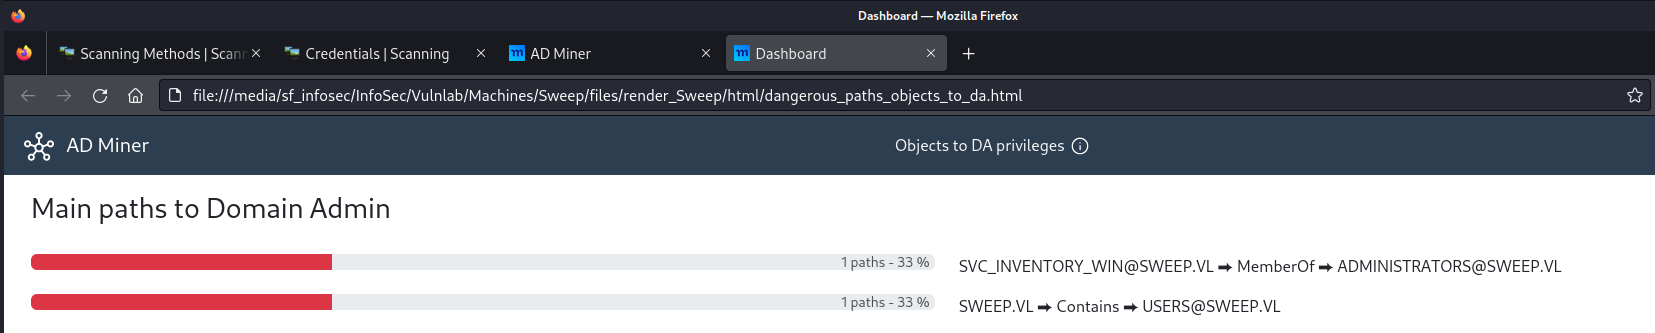 Dashboard — Mozilla Firefox
Scanning Methods | Scann
Credentials | Scanning
AD Miner
Dashboard
file:///media/sf_infosec/InfoSec/Vulnlab/Machines/Sweep/files/render_Sweep/html/dangerous_paths_objects_to_da.html
AD Miner
Objects to DA privileges
Main paths to Domain Admin
1 paths - 33 % SVC_INVENTORY_WIN@SWEEP.VL ➡ MemberOf ➡ ADMINISTRATORS@SWEEP.VL
1 paths - 33 % SWEEP.VL ➡ Contains ➡ USERS@SWEEP.VL